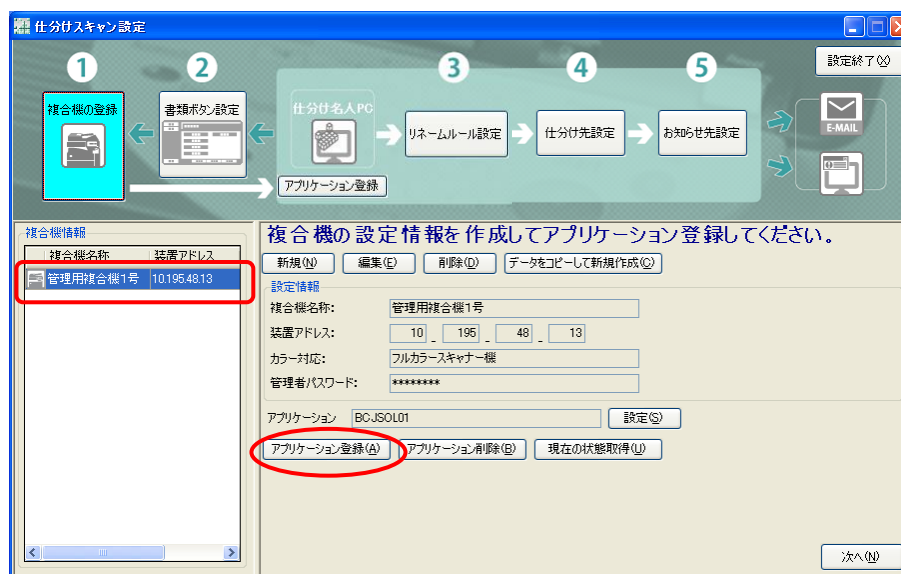 仕分けスキャン設定
1 2 3 4 5
設定終了(X)
複合機の登録
書類ボタン設定
仕分け名人PC
リネームルール設定
仕分け先設定
お知らせ先設定
E-MAIL
アプリケーション登録
複合機情報
複合機名称 装置アドレス
管理用複合機1号 10.195.48.13
複合機の設定情報を作成してアプリケーション登録してください。
新規(N) 編集(E) 削除(D) データをコピーして新規作成(C)
設定情報
複合機名称: 管理用複合機1号
装置アドレス: 10 . 195 . 48 . 13
カラー対応: フルカラースキャナー機
管理者パスワード: ********
アプリケーション BCJSOL01 設定(S)
アプリケーション登録(A) アプリケーション削除(B) 現在の状態取得(U)
次へ(N)